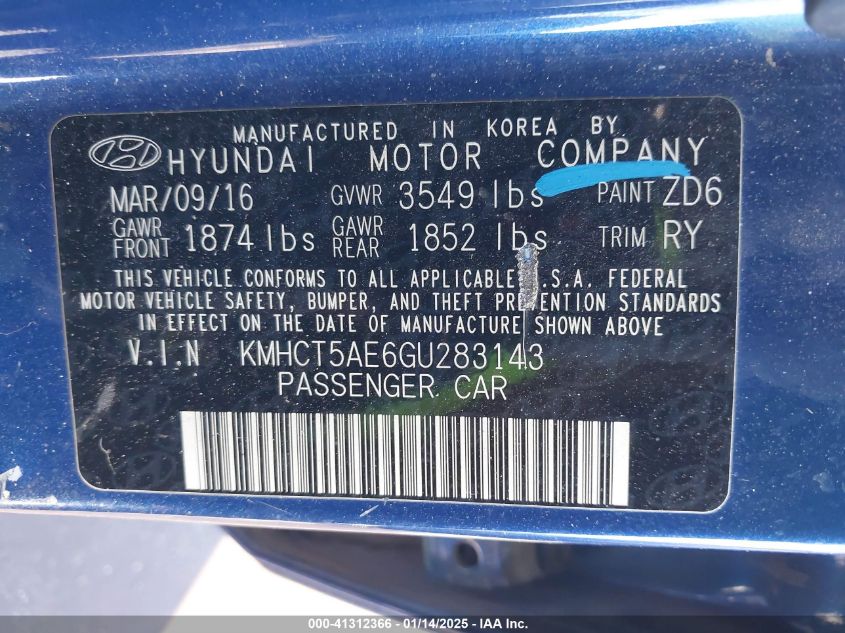 MANUFACTURED IN KOREA BY
HYUNDAI MOTOR COMPANY
MAR/09/16 GVWR 3549 lbs PAINT ZD6
GAWR FRONT 1874 lbs GAWR REAR 1852 lbs TRIM RY
THIS VEHICLE CONFORMS TO ALL APPLICABLE .S.A. FEDERAL
MOTOR VEHICLE SAFETY, BUMPER, AND THEFT PREVENTION STANDARDS
IN EFFECT ON THE DATE OF MANUFACTURE SHOWN ABOVE
V.I.N KMHCT5AE6GU283143
PASSENGER CAR
000-41312366 - 01/14/2025 - IAA Inc.